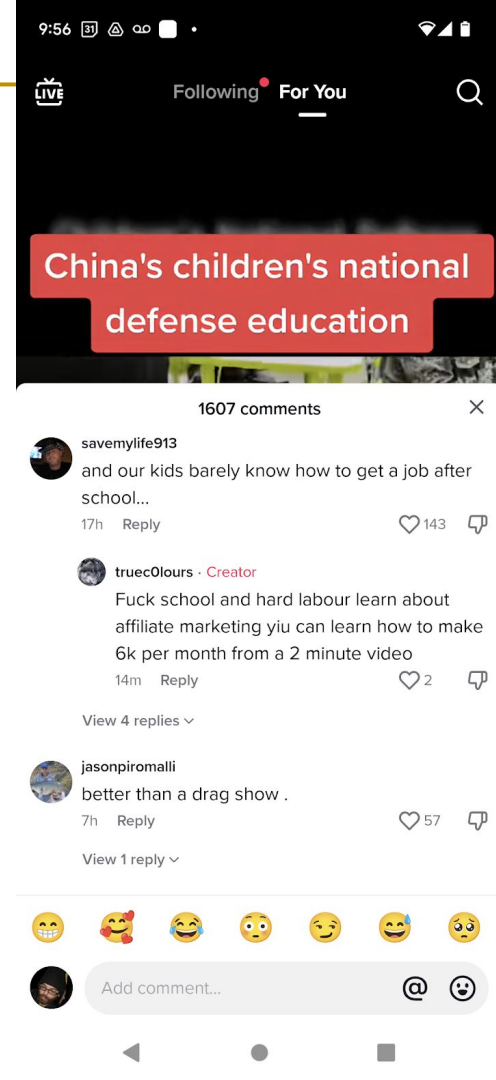 9:56
31
LIVE
Following
For You
China's children's national
defense education
1607 comments
savemylife913
and our kids barely know how to get a job after
school...
17h Reply
143
truec0lours · Creator
Fuck school and hard labour learn about
affiliate marketing yiu can learn how to make
6k per month from a 2 minute video
14m Reply
2
View 4 replies
jasonpiromalli
better than a drag show .
7h Reply
57
View 1 reply
Add comment...
@